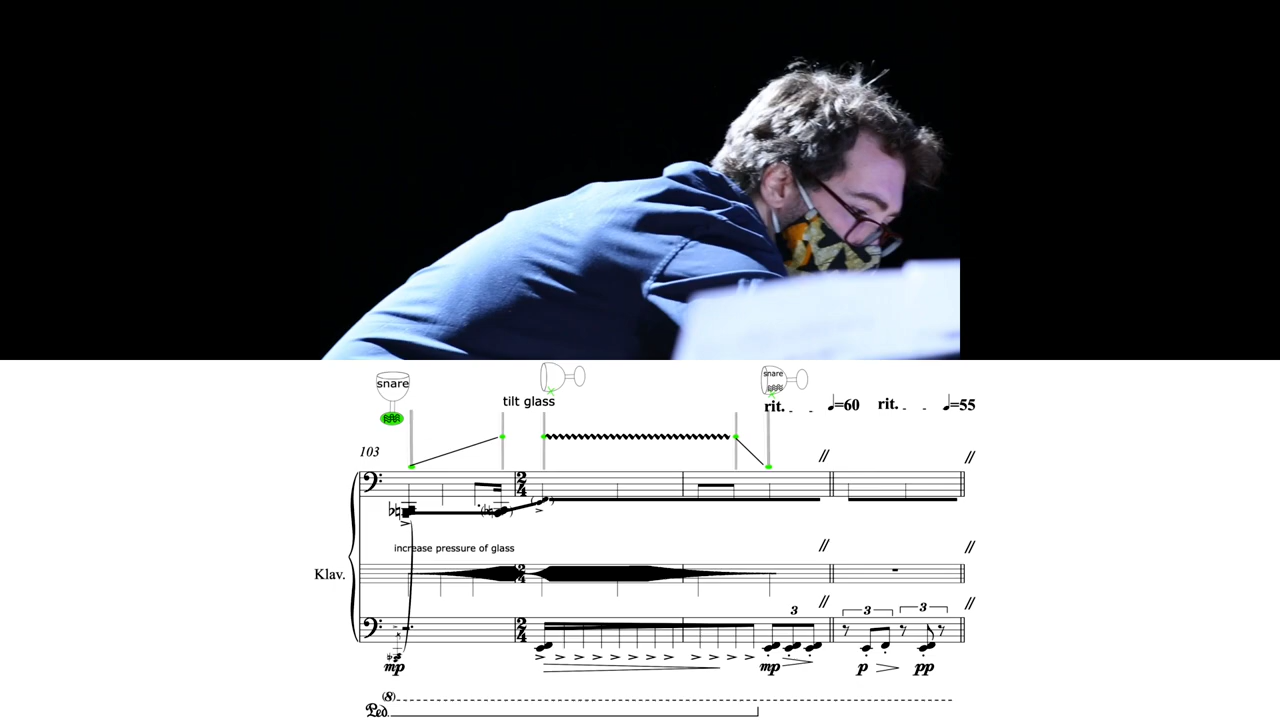 snare
tilt glass
snare
rit. _ _ ♩=60 rit. _ _ ♩=55
103
increase pressure of glass
Klav.
3
3 3
mp mp p pp
(8)
Ped.